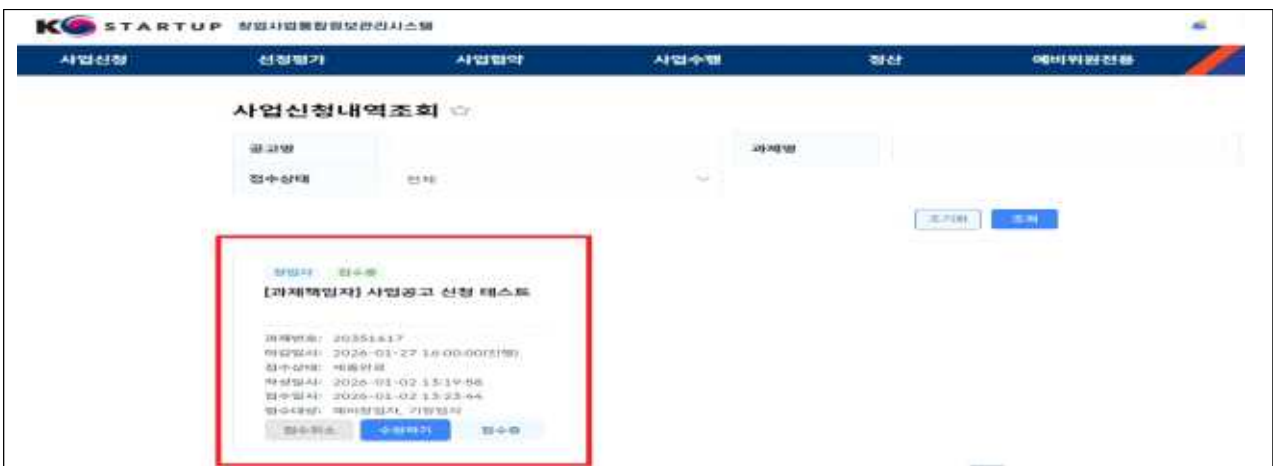 K STARTUP 창업사업통합정보관리시스템
사업신청 선정평가 사업협약 사업수행 정산 예비위원전용
사업신청내역조회
공고명 과제명
접수상태 전체
초기화 조회
창업자 접수중
[과제책임자] 사업공고 신청 테스트
과제번호: 20351617
마감일시: 2026-01-27 16:00:00(진행)
접수상태: 제출완료
작성일시: 2026-01-02 13:19:58
접수일시: 2026-01-02 13:23:44
접수대상: 예비창업자, 기창업자
접수취소 수정하기 접수증